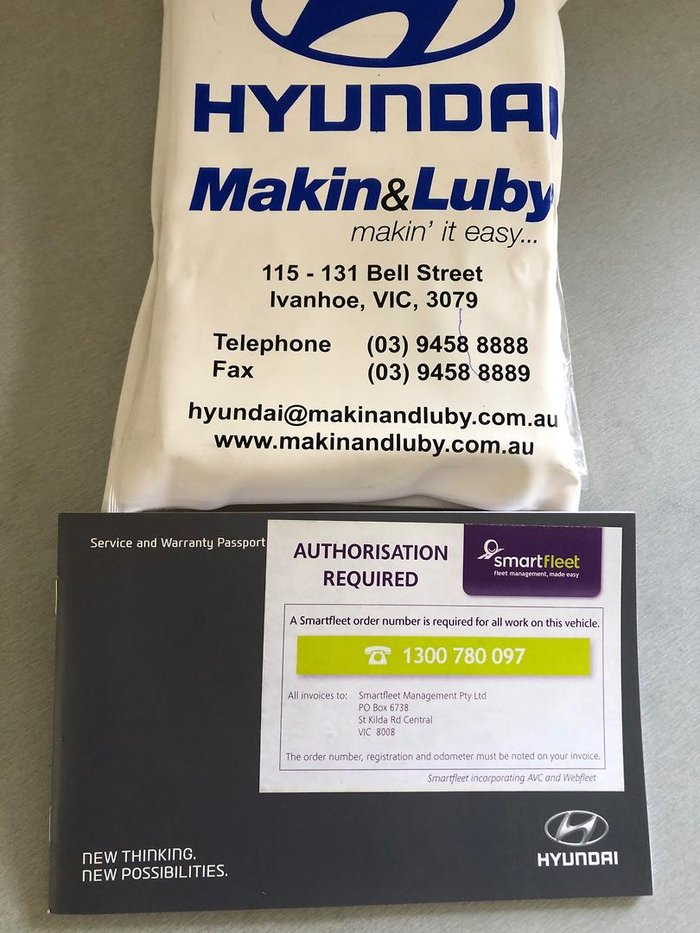 HYUNDAI
Makin&Luby
makin' it easy...
115 - 131 Bell Street
Ivanhoe, VIC, 3079
Telephone (03) 9458 8888
Fax (03) 9458 8889
hyundai@makinandluby.com.au
www.makinandluby.com.au
Service and Warranty Passport
AUTHORISATION
REQUIRED
smartfleet
fleet management, made easy
A Smartfleet order number is required for all work on this vehicle.
1300 780 097
All invoices to: Smartfleet Management Pty Ltd
PO Box 6738
St Kilda Rd Central
VIC 8008
The order number, registration and odometer must be noted on your invoice.
Smartfleet incorporating AVC and Webfleet
NEW THINKING.
NEW POSSIBILITIES.
HYUNDAI